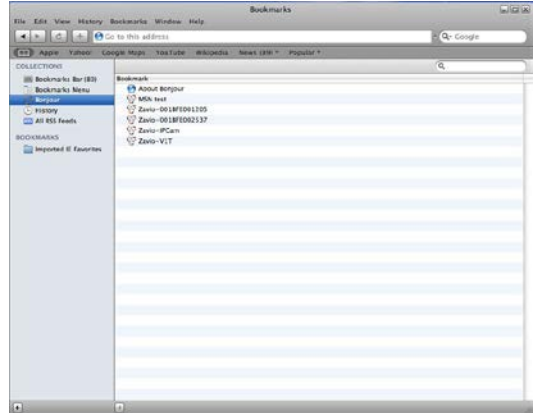 Bookmarks
File Edit View History Bookmarks Window Help
Go to this address
Google
Apple Yahoo! Google Maps YouTube Wikipedia News (89) Popular
COLLECTIONS
Bookmarks Bar (83)
Bookmarks Menu
Bonjour
History
All RSS Feeds
BOOKMARKS
Imported IE Favorites
Bookmark
About Bonjour
MSN test
Zavio-001BFE001305
Zavio-001BFE002537
Zavio-IPCam
Zavio-V1T